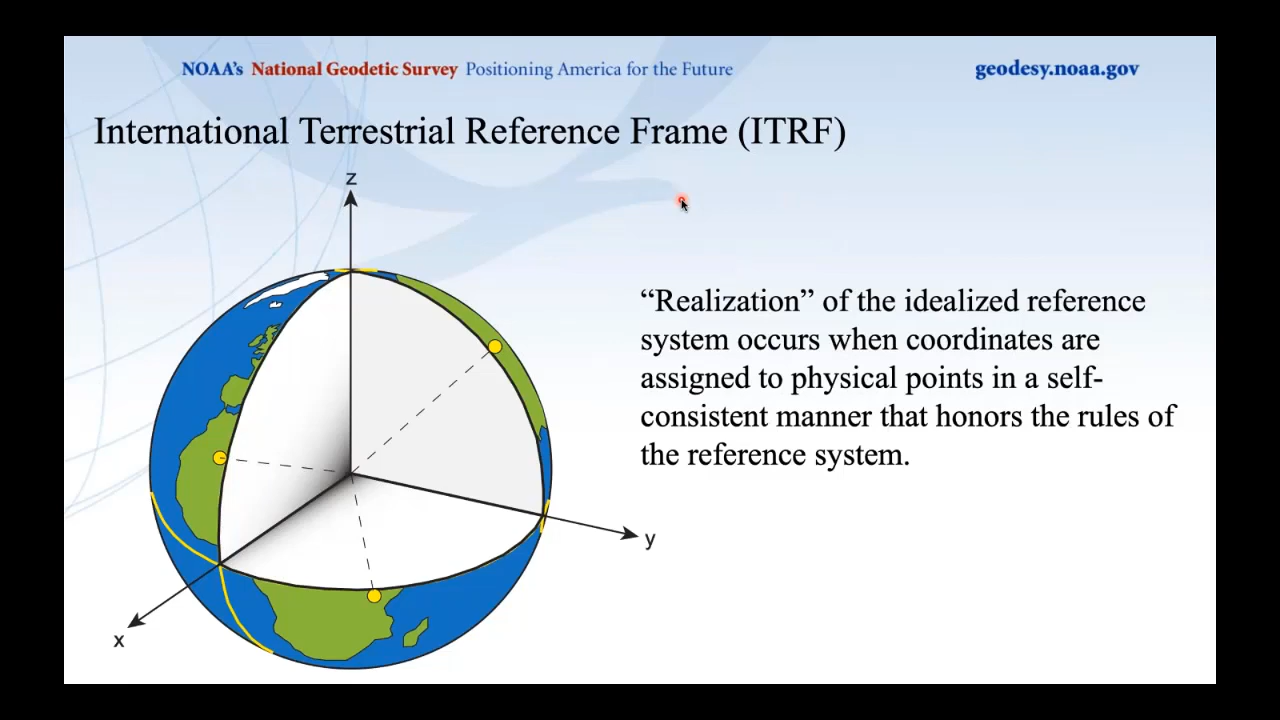 NOAA's National Geodetic Survey Positioning America for the Future
geodesy.noaa.gov
International Terrestrial Reference Frame (ITRF)
z
“Realization” of the idealized reference
system occurs when coordinates are
assigned to physical points in a self-
consistent manner that honors the rules of
the reference system.
y
x